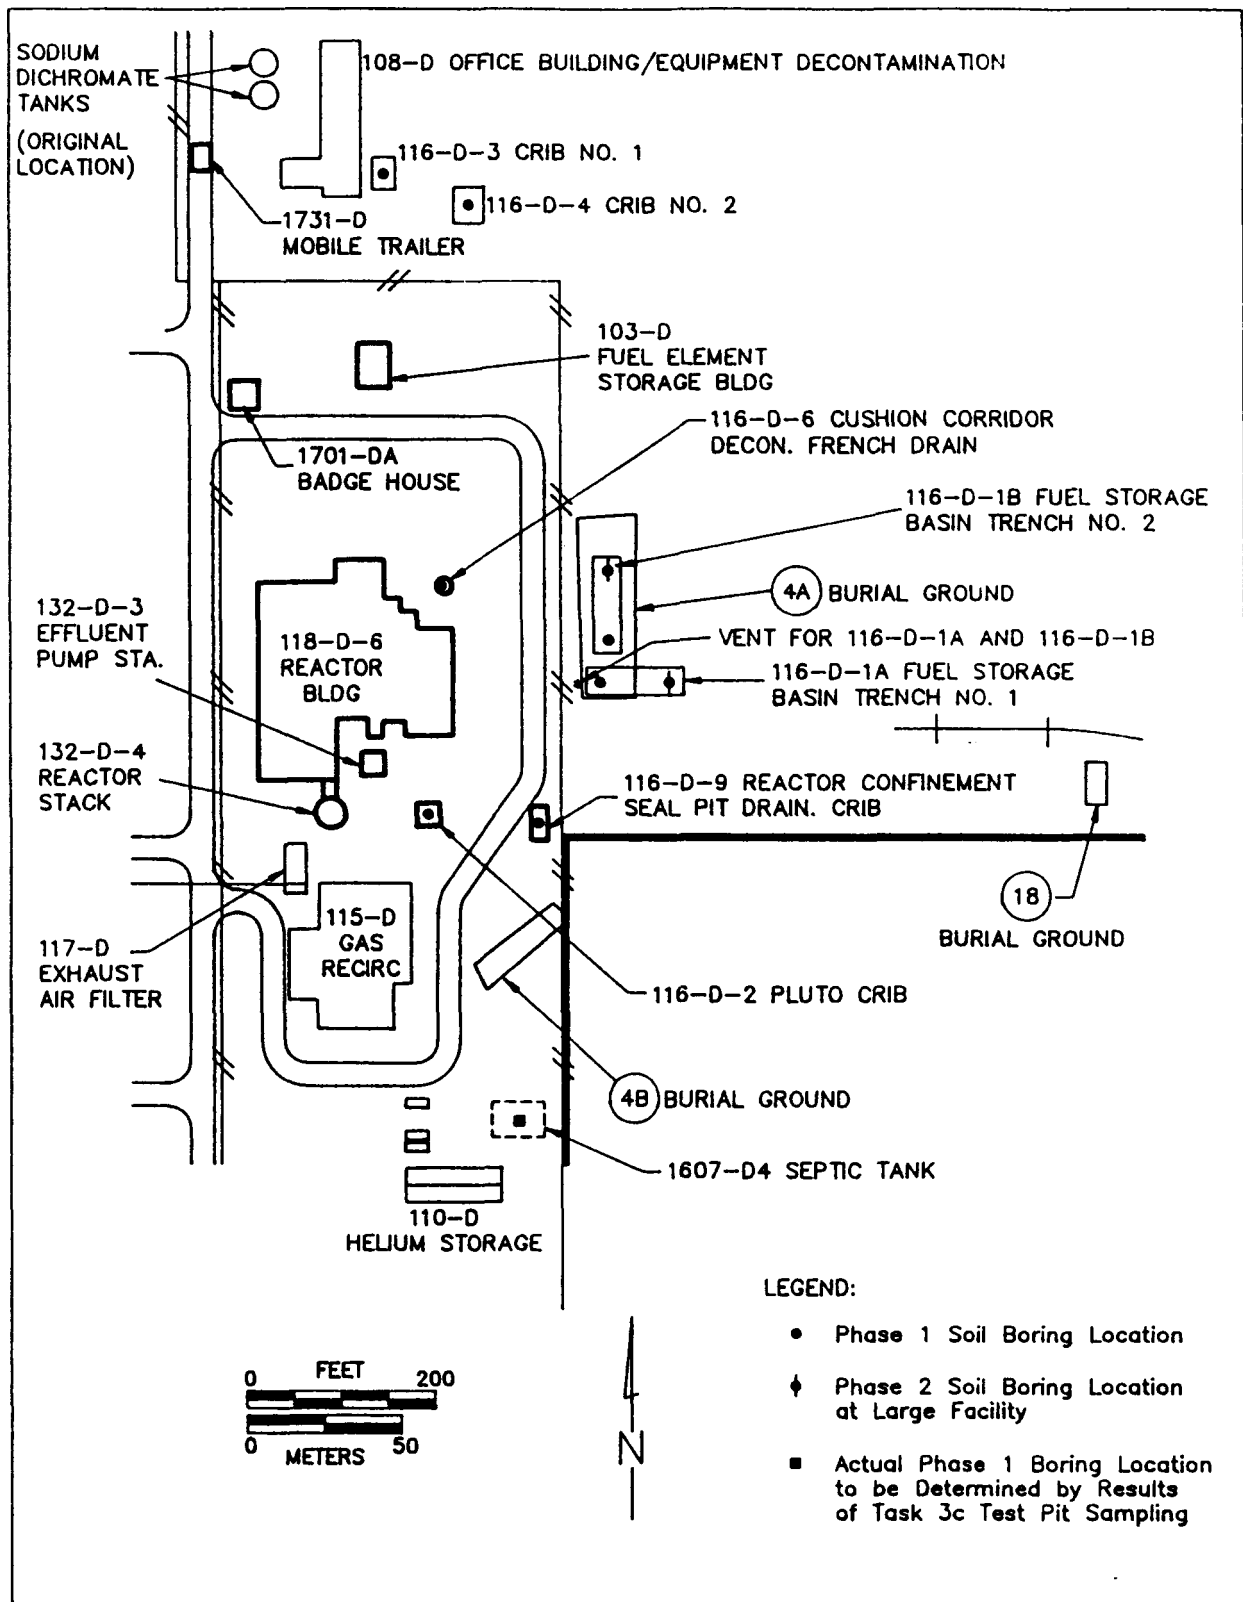 SODIUM
DICHROMATE
TANKS
(ORIGINAL
LOCATION)
108-D OFFICE BUILDING/EQUIPMENT DECONTAMINATION
116-D-3 CRIB NO. 1
116-D-4 CRIB NO. 2
1731-D
MOBILE TRAILER
103-D
FUEL ELEMENT
STORAGE BLDG
116-D-6 CUSHION CORRIDOR
DECON. FRENCH DRAIN
1701-DA
BADGE HOUSE
116-D-1B FUEL STORAGE
BASIN TRENCH NO. 2
4A BURIAL GROUND
132-D-3
EFFLUENT
PUMP STA.
118-D-6
REACTOR
BLDG
VENT FOR 116-D-1A AND 116-D-1B
116-D-1A FUEL STORAGE
BASIN TRENCH NO. 1
132-D-4
REACTOR
STACK
116-D-9 REACTOR CONFINEMENT
SEAL PIT DRAIN. CRIB
18
BURIAL GROUND
115-D
GAS
RECIRC
117-D
EXHAUST
AIR FILTER
116-D-2 PLUTO CRIB
4B BURIAL GROUND
1607-D4 SEPTIC TANK
110-D
HELIUM STORAGE
LEGEND:
Phase 1 Soil Boring Location
Phase 2 Soil Boring Location
at Large Facility
Actual Phase 1 Boring Location
to be Determined by Results
of Task 3c Test Pit Sampling
0 FEET 200
0 METERS 50
N